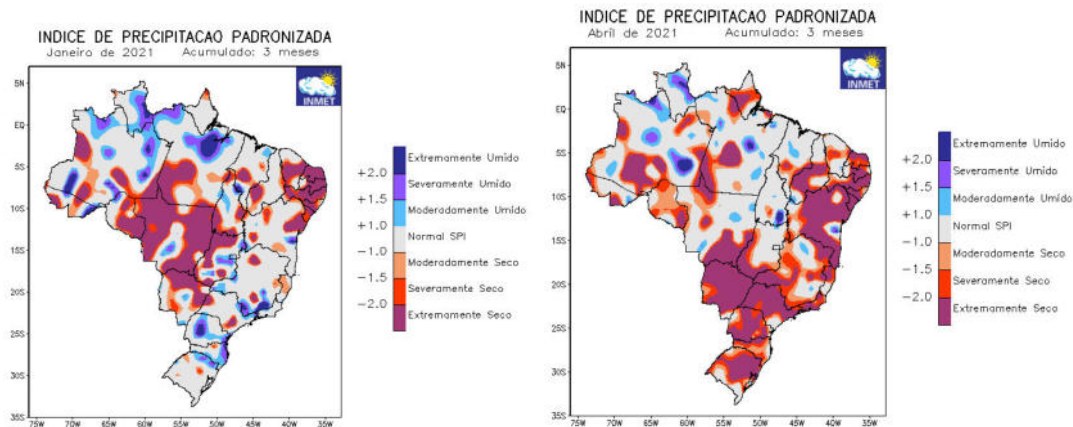 INDICE DE PRECIPITACAO PADRONIZADA
Janeiro de 2021 Acumulado: 3 meses
INMET
5N
EQ
5S
10S
15S
20S
25S
30S
35S
75W 70W 65W 60W 55W 50W 45W 40W 35W
Extremamente Umido
+2.0
Severamente Umido
+1.5
Moderadamente Umido
+1.0
Normal SPI
-1.0
Moderadamente Seco
-1.5
Severamente Seco
-2.0
Extremamente Seco
INDICE DE PRECIPITACAO PADRONIZADA
Abril de 2021 Acumulado: 3 meses
INMET
5N
EQ
5S
10S
15S
20S
25S
30S
35S
75W 70W 65W 60W 55W 50W 45W 40W 35W
Extremamente Umido
+2.0
Severamente Umido
+1.5
Moderadamente Umido
+1.0
Normal SPI
-1.0
Moderadamente Seco
-1.5
Severamente Seco
-2.0
Extremamente Seco